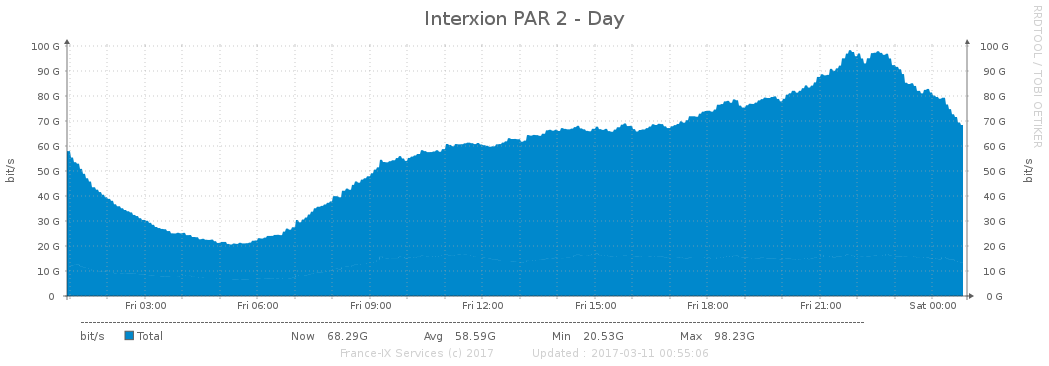 Interxion PAR 2 - Day
RRDTOOL / TOBI OETIKER
100 G 100 G
90 G 90 G
80 G 80 G
70 G 70 G
60 G 60 G
50 G 50 G
40 G 40 G
30 G 30 G
20 G 20 G
10 G 10 G
0 0 G
bit/s bit/s
Fri 03:00 Fri 06:00 Fri 09:00 Fri 12:00 Fri 15:00 Fri 18:00 Fri 21:00 Sat 00:00
bit/s Total Now 68.29G Avg 58.59G Min 20.53G Max 98.23G
France-IX Services (c) 2017 Updated : 2017-03-11 00:55:06